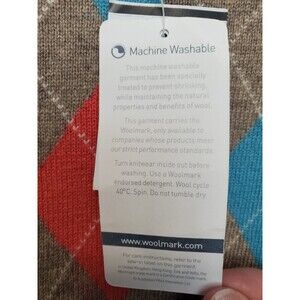 Machine Washable
This machine washable
garment has been specially
treated to prevent shrinking,
while maintaining the natural
properties and benefits of wool.
This garment carries the
Woolmark, only available to
companies whose products meet
our strict performance standards.
Turn knitwear inside out before
washing. Use a Woolmark
endorsed detergent. Wool cycle
40°C. Spin. Do not tumble dry
www.woolmark.com
For care instructions, refer to the
sewn-in label on this garment